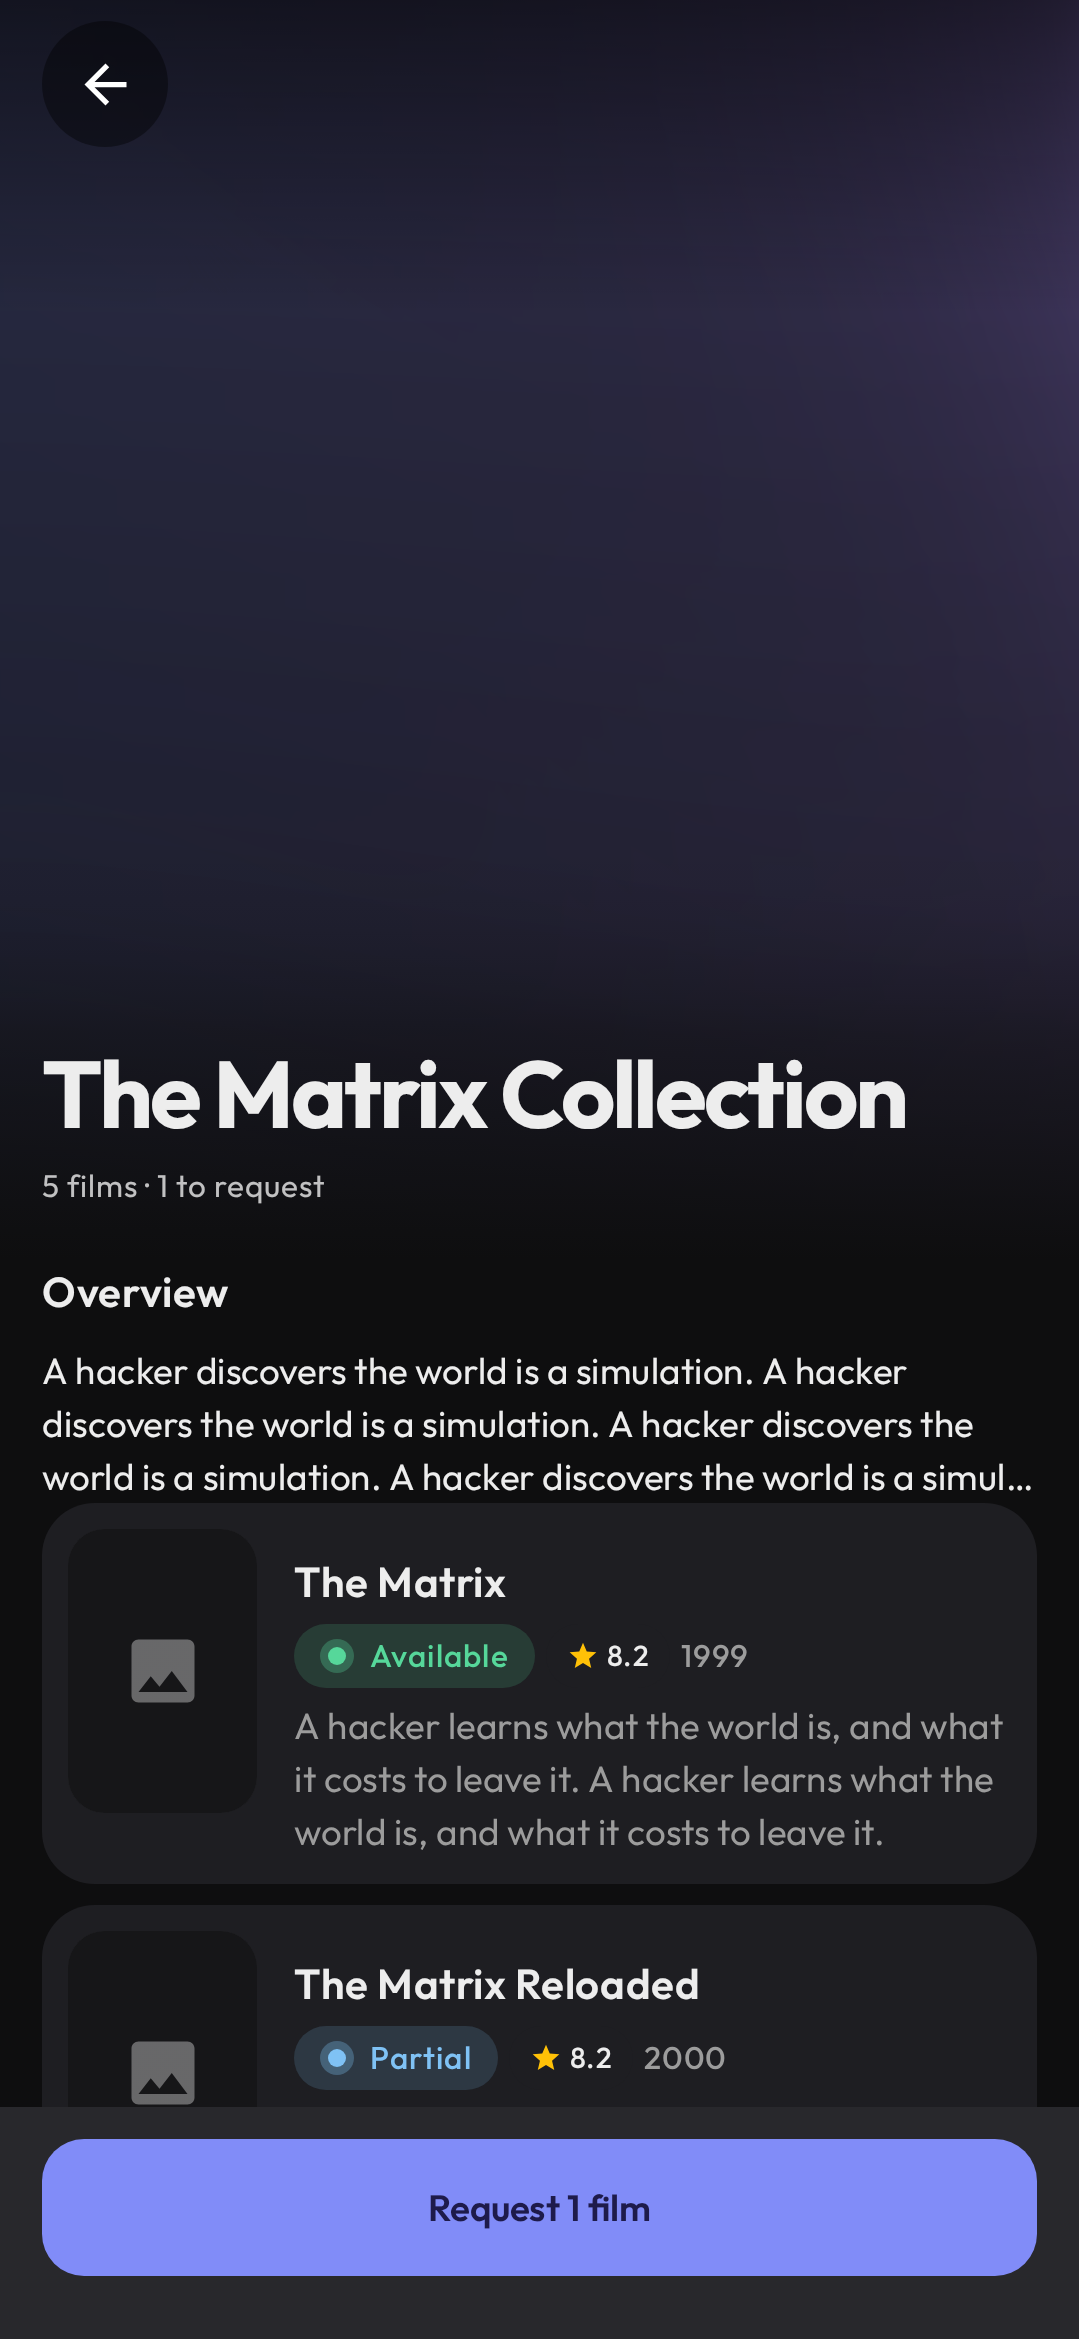 The Matrix Collection
5 films · 1 to request
Overview
A hacker discovers the world is a simulation. A hacker
discovers the world is a simulation. A hacker discovers the
world is a simulation. A hacker discovers the world is a simul…
The Matrix
Available ★ 8.2 1999
A hacker learns what the world is, and what
it costs to leave it. A hacker learns what the
world is, and what it costs to leave it.
The Matrix Reloaded
Partial ★ 8.2 2000
Request 1 film